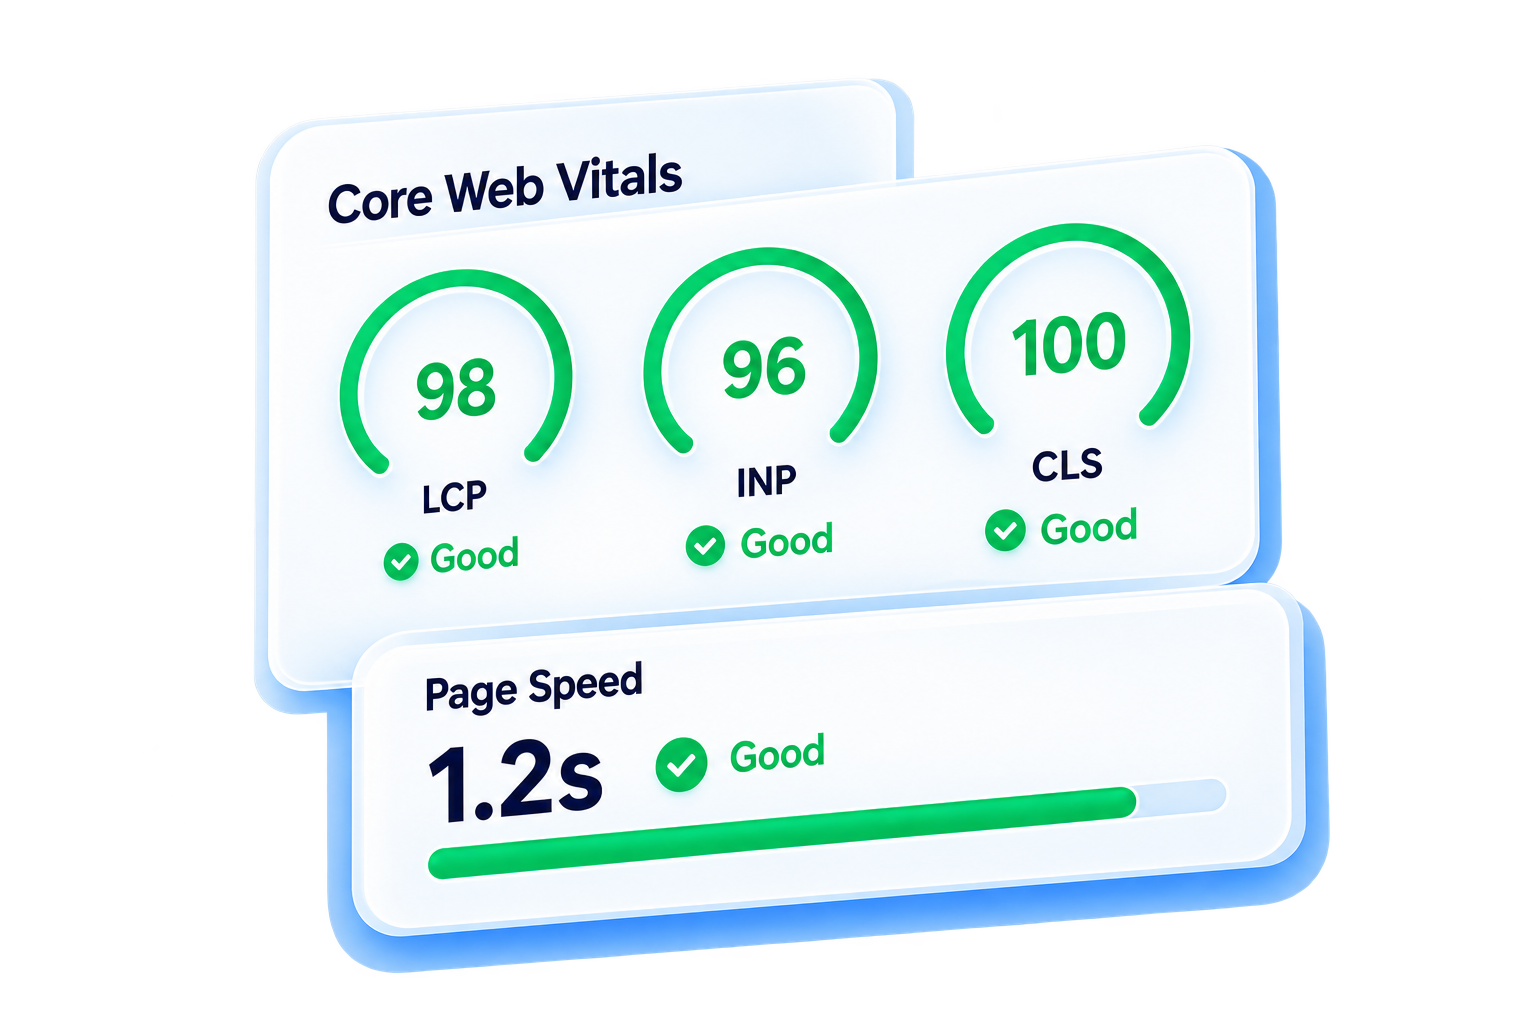 Core Web Vitals
98 96 100
LCP INP CLS
Good Good Good
Page Speed
1.2s Good